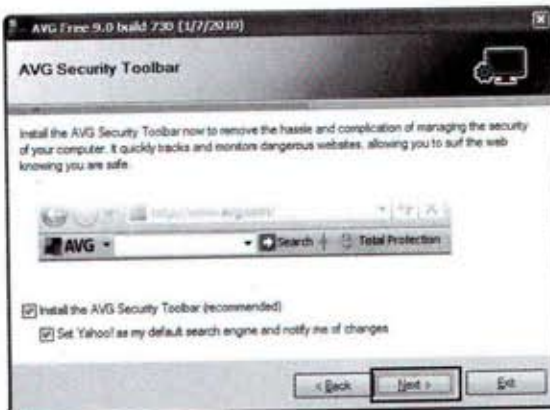 AVG Free 9.0 build 730 (1/7/2010)
AVG Security Toolbar
Install the AVG Security Toolbar now to remove the hassle and complication of managing the security
of your computer. It quickly tracks and monitors dangerous websites, allowing you to surf the web
knowing you are safe.
AVG
Search
Total Protection
Install the AVG Security Toolbar (recommended)
Set Yahoo! as my default search engine and notify me of changes
< Back
Next >
Exit